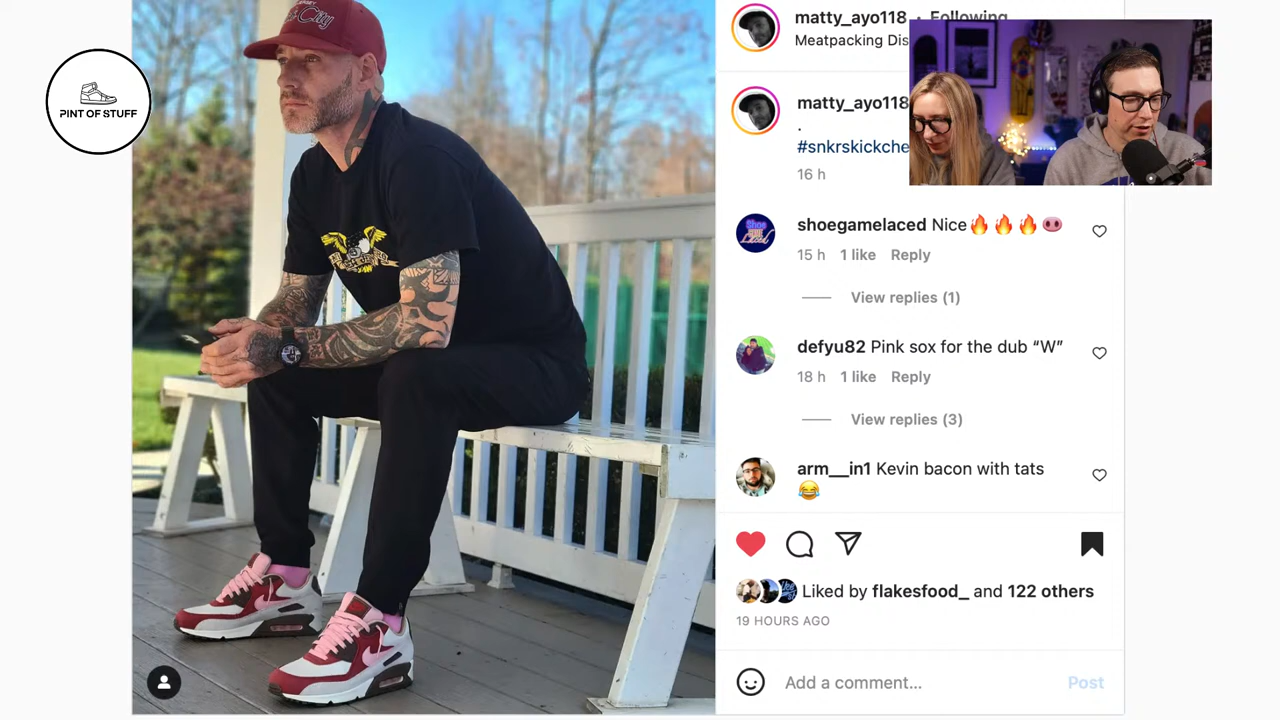 City
PINT OF STUFF
matty_ayo118 • Following
Meatpacking Dis
matty_ayo118
.
#snkrskickche
16 h
shoegamelaced Nice🔥🔥🔥🐽
15 h 1 like Reply
View replies (1)
defyu82 Pink sox for the dub “W”
18 h 1 like Reply
View replies (3)
arm__in1 Kevin bacon with tats
😂
Liked by flakesfood_ and 122 others
19 HOURS AGO
Add a comment...
Post